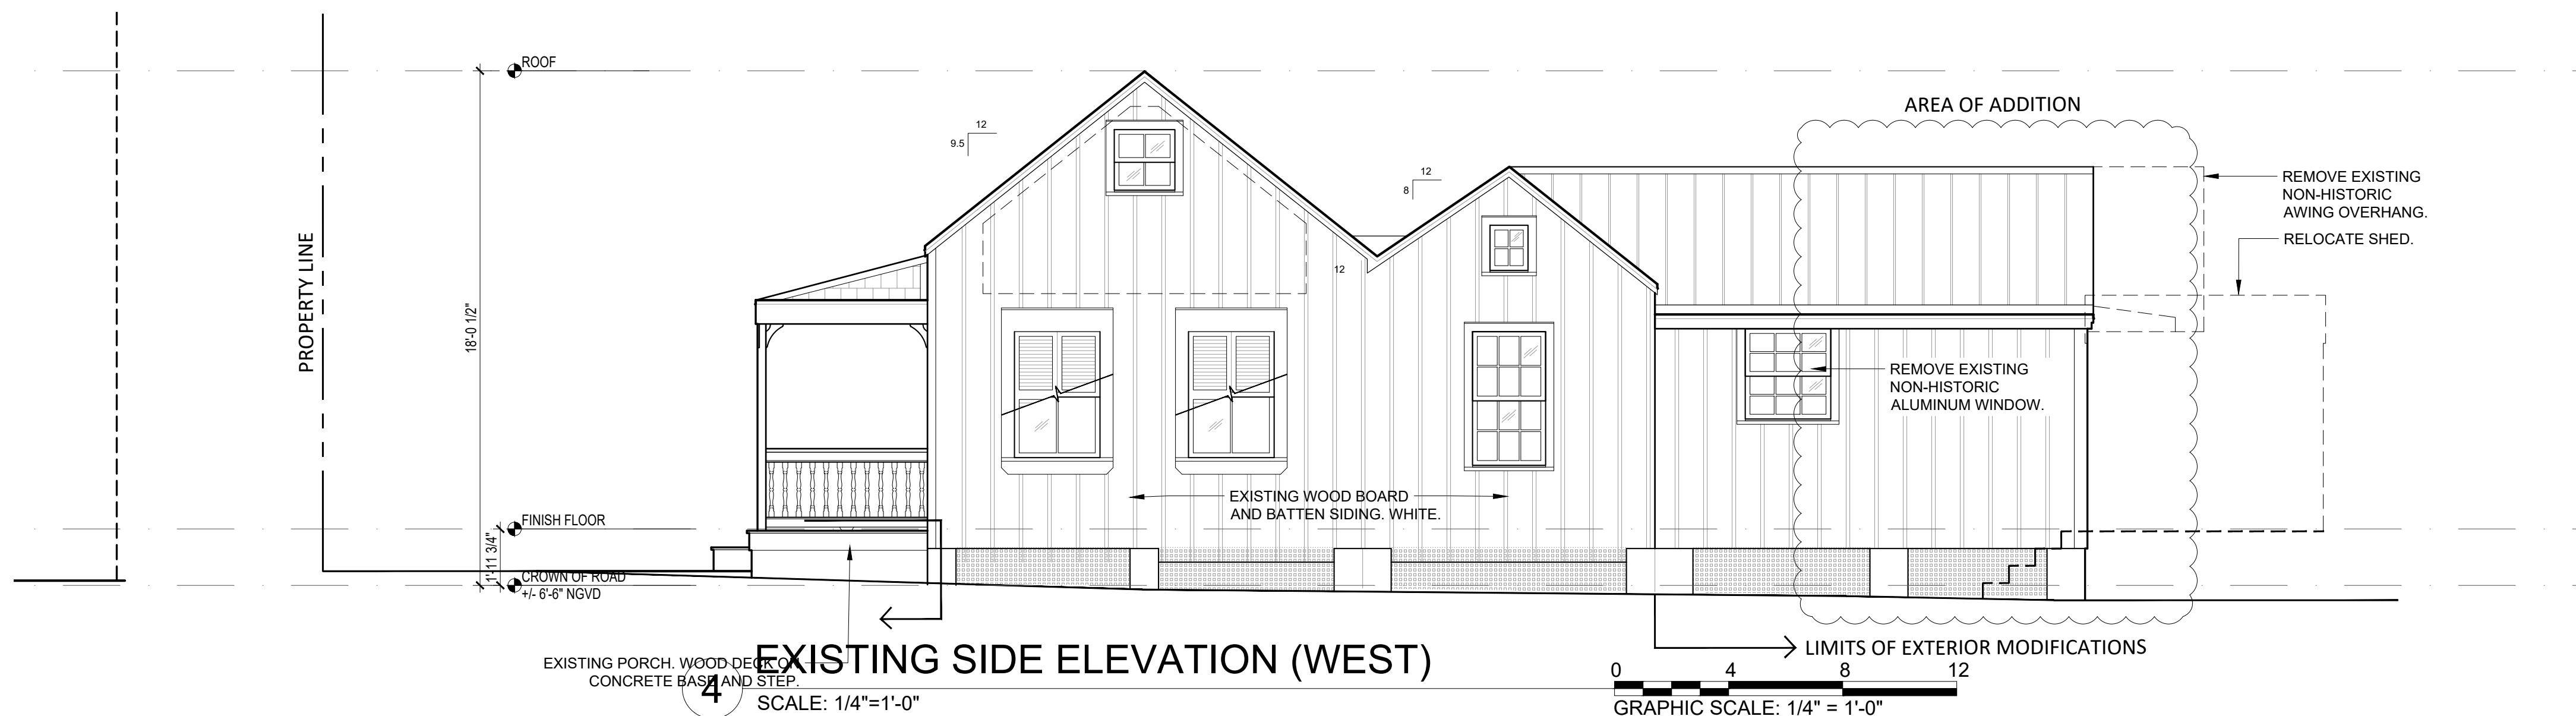 ROOF
AREA OF ADDITION
12
9.5
12
8
REMOVE EXISTING
NON-HISTORIC
AWING OVERHANG.
RELOCATE SHED.
PROPERTY LINE
12
18'-0 1/2"
REMOVE EXISTING
NON-HISTORIC
ALUMINUM WINDOW.
EXISTING WOOD BOARD
AND BATTEN SIDING. WHITE.
FINISH FLOOR
1'-11 3/4"
CROWN OF ROAD
+/- 6'-6" NGVD
EXISTING PORCH. WOOD DECK ON
CONCRETE BASE AND STEP.
4
EXISTING SIDE ELEVATION (WEST)
SCALE: 1/4"=1'-0"
LIMITS OF EXTERIOR MODIFICATIONS
0 4 8 12
GRAPHIC SCALE: 1/4" = 1'-0"